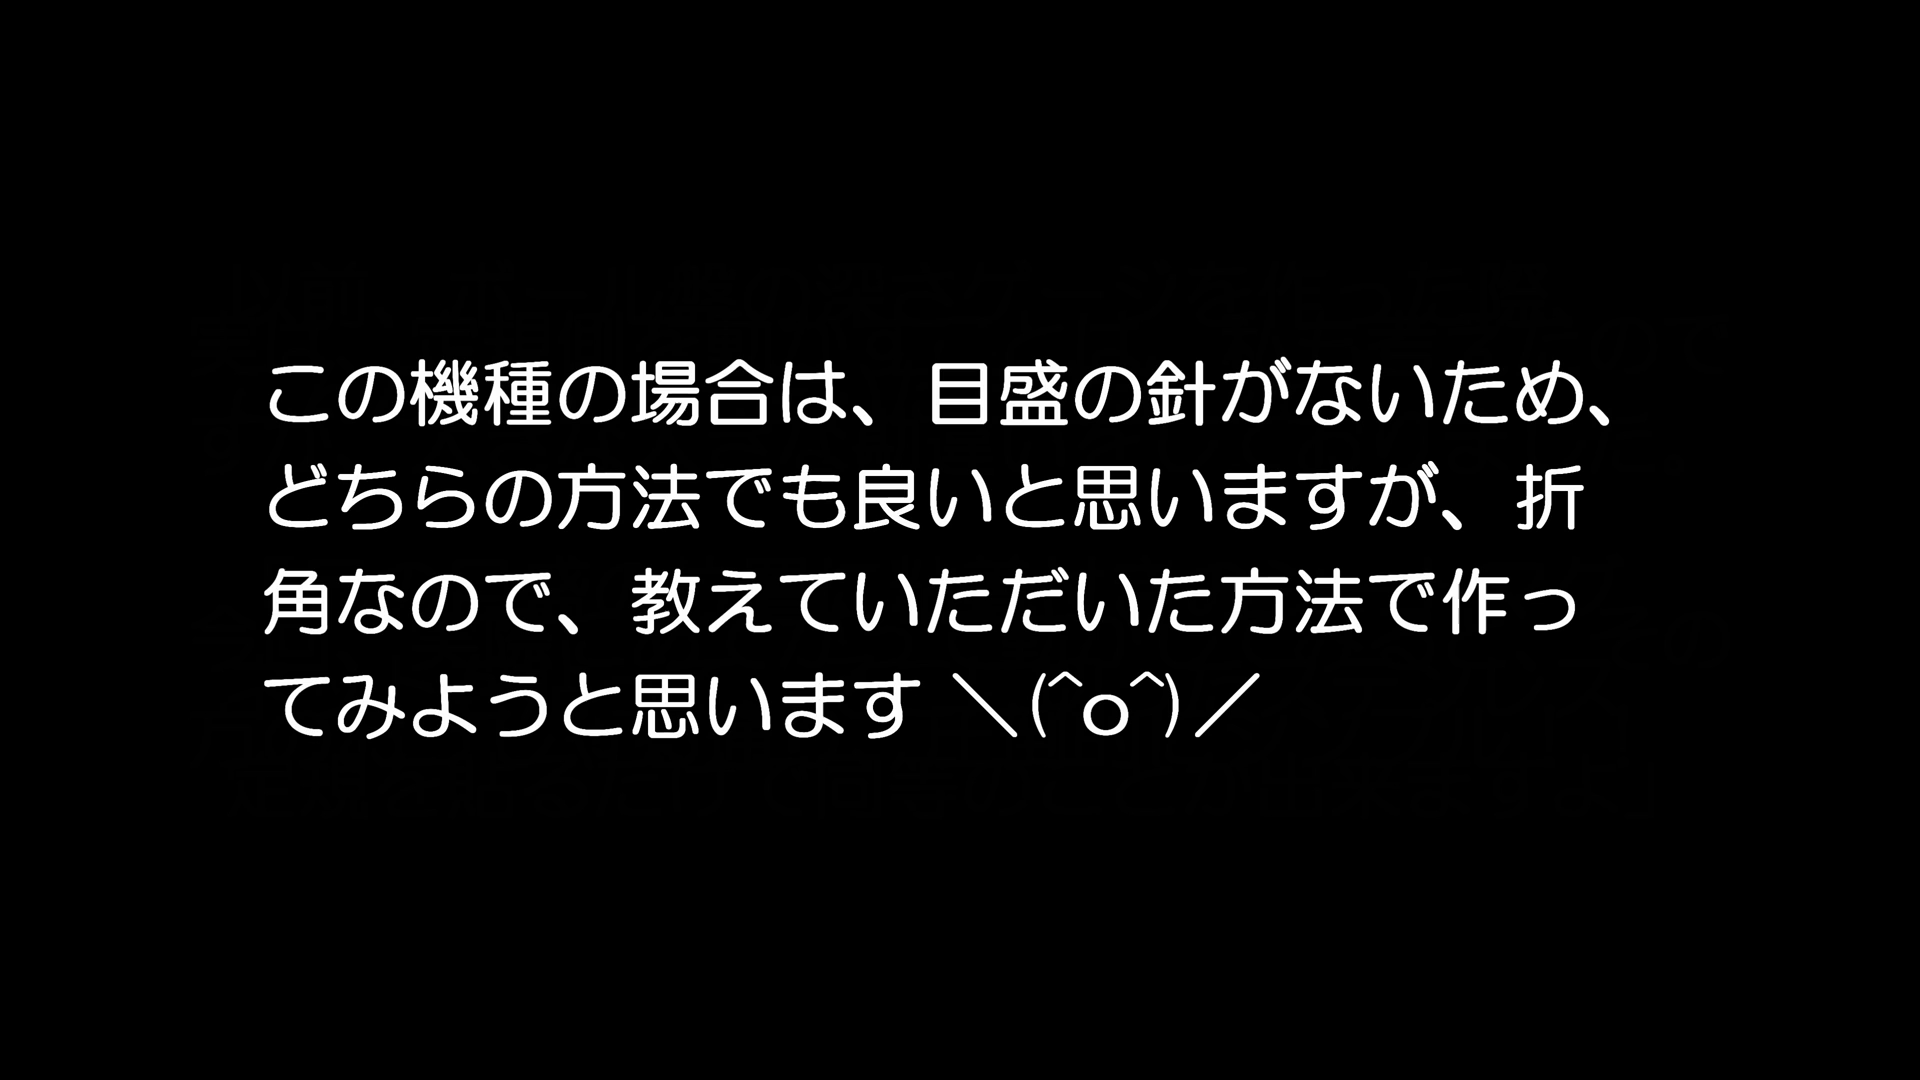 この機種の場合は、目盛の針がないため、
どちらの方法でも良いと思いますが、折
角なので、教えていただいた方法で作っ
てみようと思います ＼(^o^)／